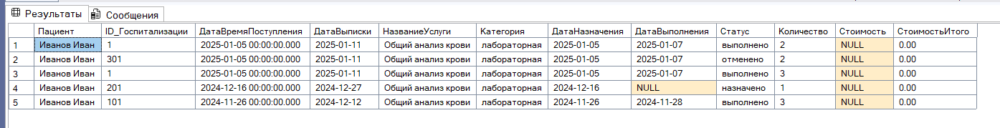 Результаты Сообщения
Пациент ID_Госпитализации ДатаВремяПоступления ДатаВыписки НазваниеУслуги Категория ДатаНазначения ДатаВыполнения Статус Количество Стоимость СтоимостьИтого
1 Иванов Иван 1 2025-01-05 00:00:00.000 2025-01-11 Общий анализ крови лабораторная 2025-01-05 2025-01-07 выполнено 2 NULL 0.00
2 Иванов Иван 301 2025-01-05 00:00:00.000 2025-01-11 Общий анализ крови лабораторная 2025-01-05 2025-01-07 отменено 2 NULL 0.00
3 Иванов Иван 1 2025-01-05 00:00:00.000 2025-01-11 Общий анализ крови лабораторная 2025-01-05 2025-01-07 выполнено 3 NULL 0.00
4 Иванов Иван 201 2024-12-16 00:00:00.000 2024-12-27 Общий анализ крови лабораторная 2024-12-16 NULL назначено 1 NULL 0.00
5 Иванов Иван 101 2024-11-26 00:00:00.000 2024-12-12 Общий анализ крови лабораторная 2024-11-26 2024-11-28 выполнено 3 NULL 0.00